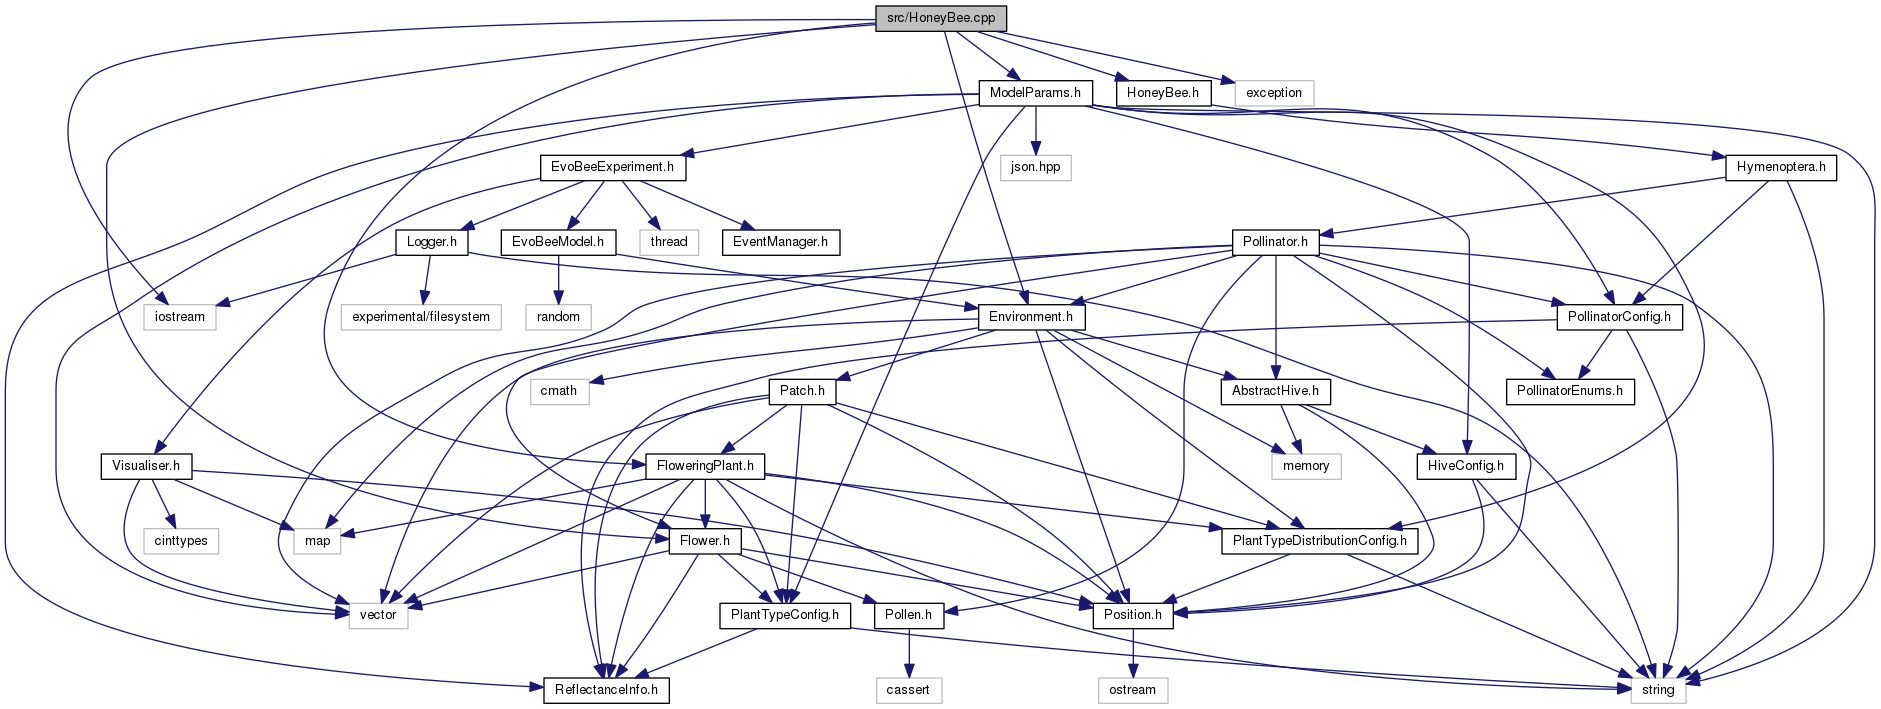 src/HoneyBee.cpp
ModelParams.h
HoneyBee.h
exception
EvoBeeExperiment.h
json.hpp
Hymenoptera.h
Logger.h
EvoBeeModel.h
thread
EventManager.h
Pollinator.h
iostream
experimental/filesystem
random
Environment.h
PollinatorConfig.h
cmath
Patch.h
AbstractHive.h
PollinatorEnums.h
Visualiser.h
FloweringPlant.h
memory
HiveConfig.h
cinttypes
map
Flower.h
PlantTypeDistributionConfig.h
vector
PlantTypeConfig.h
Pollen.h
Position.h
ReflectanceInfo.h
cassert
ostream
string